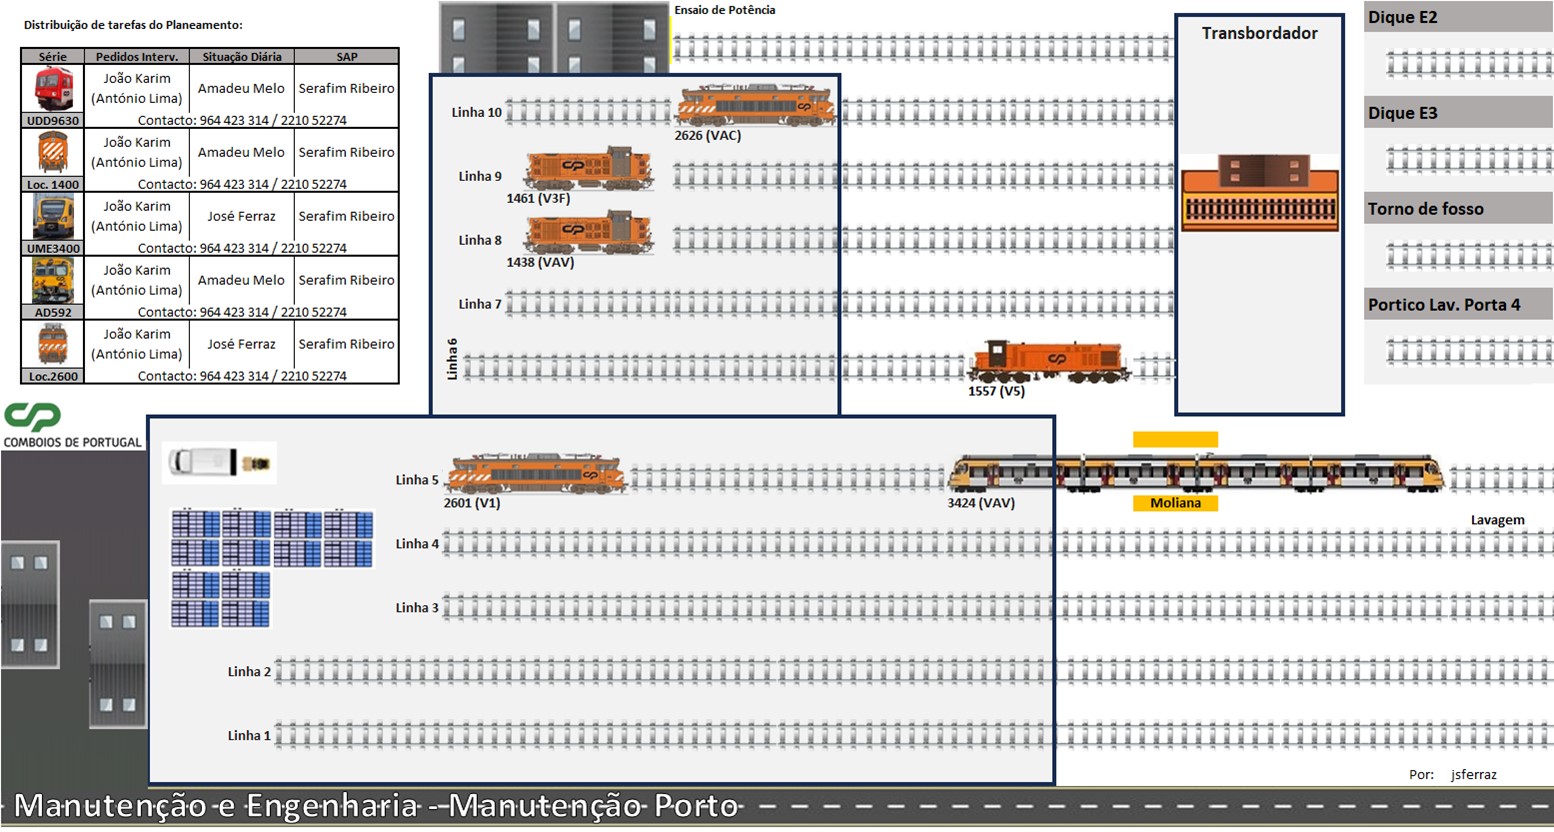 Distribuição de tarefas do Planeamento:
Série Pedidos Interv. Situação Diária SAP
João Karim
(António Lima) Amadeu Melo Serafim Ribeiro
UDD9630 Contacto: 964 423 314 / 2210 52274
João Karim
(António Lima) Amadeu Melo Serafim Ribeiro
Loc. 1400 Contacto: 964 423 314 / 2210 52274
João Karim
(António Lima) José Ferraz Serafim Ribeiro
UME3400 Contacto: 964 423 314 / 2210 52274
João Karim
(António Lima) Amadeu Melo Serafim Ribeiro
AD592 Contacto: 964 423 314 / 2210 52274
João Karim
(António Lima) José Ferraz Serafim Ribeiro
Loc.2600 Contacto: 964 423 314 / 2210 52274
CP
COMBOIOS DE PORTUGAL
Ensaio de Potência
Linha 10
2626 (VAC)
Linha 9
1461 (V3F)
Linha 8
1438 (VAV)
Linha 7
Linha 6
1557 (V5)
Transbordador
Dique E2
Dique E3
Torno de fosso
Portico Lav. Porta 4
Linha 5
2601 (V1)
3424 (VAV)
Moliana
Lavagem
Linha 4
Linha 3
Linha 2
Linha 1
Por: jsferraz
Manutenção e Engenharia - Manutenção Porto